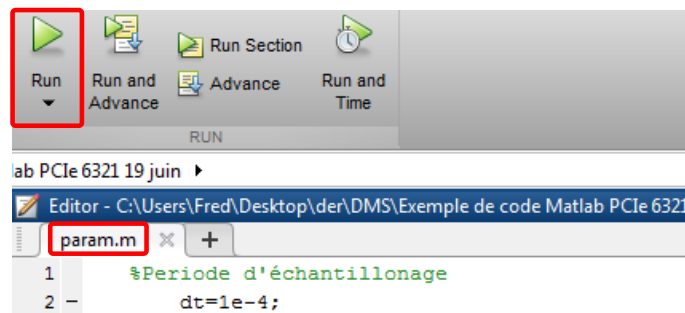 Run
Run and Advance
Run Section
Advance
Run and Time
RUN
lab PCIe 6321 19 juin
Editor - C:\Users\Fred\Desktop\der\DMS\Exemple de code Matlab PCIe 6321
param.m
1 %Periode d'échantillonage
2 - dt=1e-4;